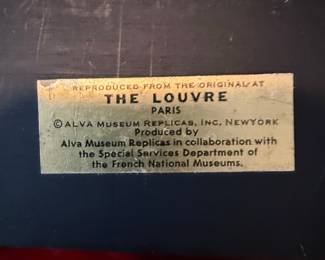 REPRODUCED FROM THE ORIGINAL AT
THE LOUVRE
PARIS
© ALVA MUSEUM REPLICAS, INC, NEW YORK
Produced by
Alva Museum Replicas in collaboration with
the Special Services Department of
the French National Museums.